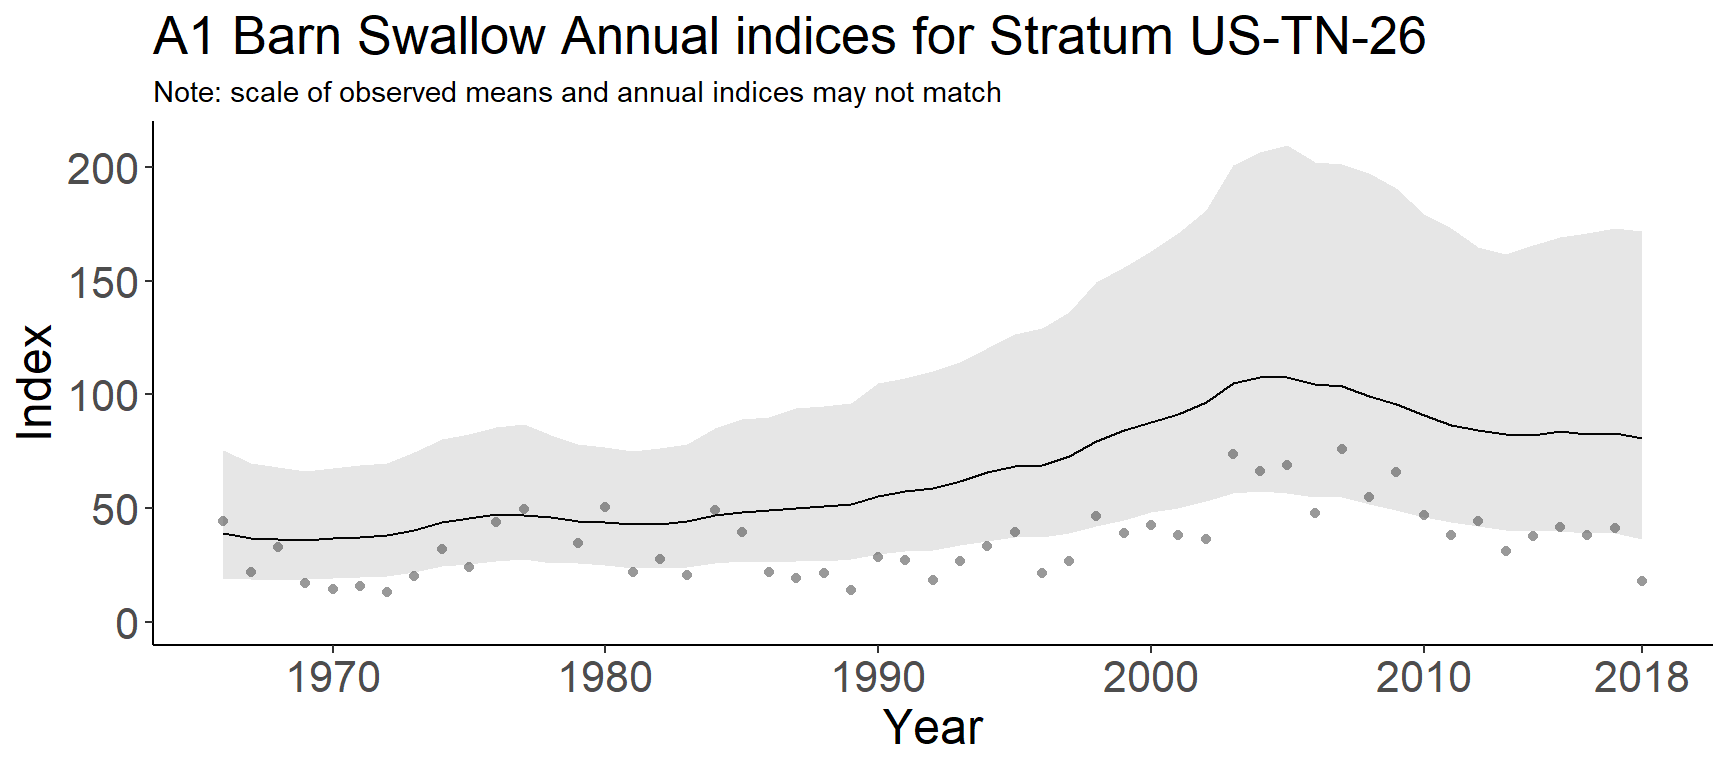 A1 Barn Swallow Annual indices for Stratum US-TN-26
Note: scale of observed means and annual indices may not match
200
150
100
50
0
Index
1970 1980 1990 2000 2010 2018
Year